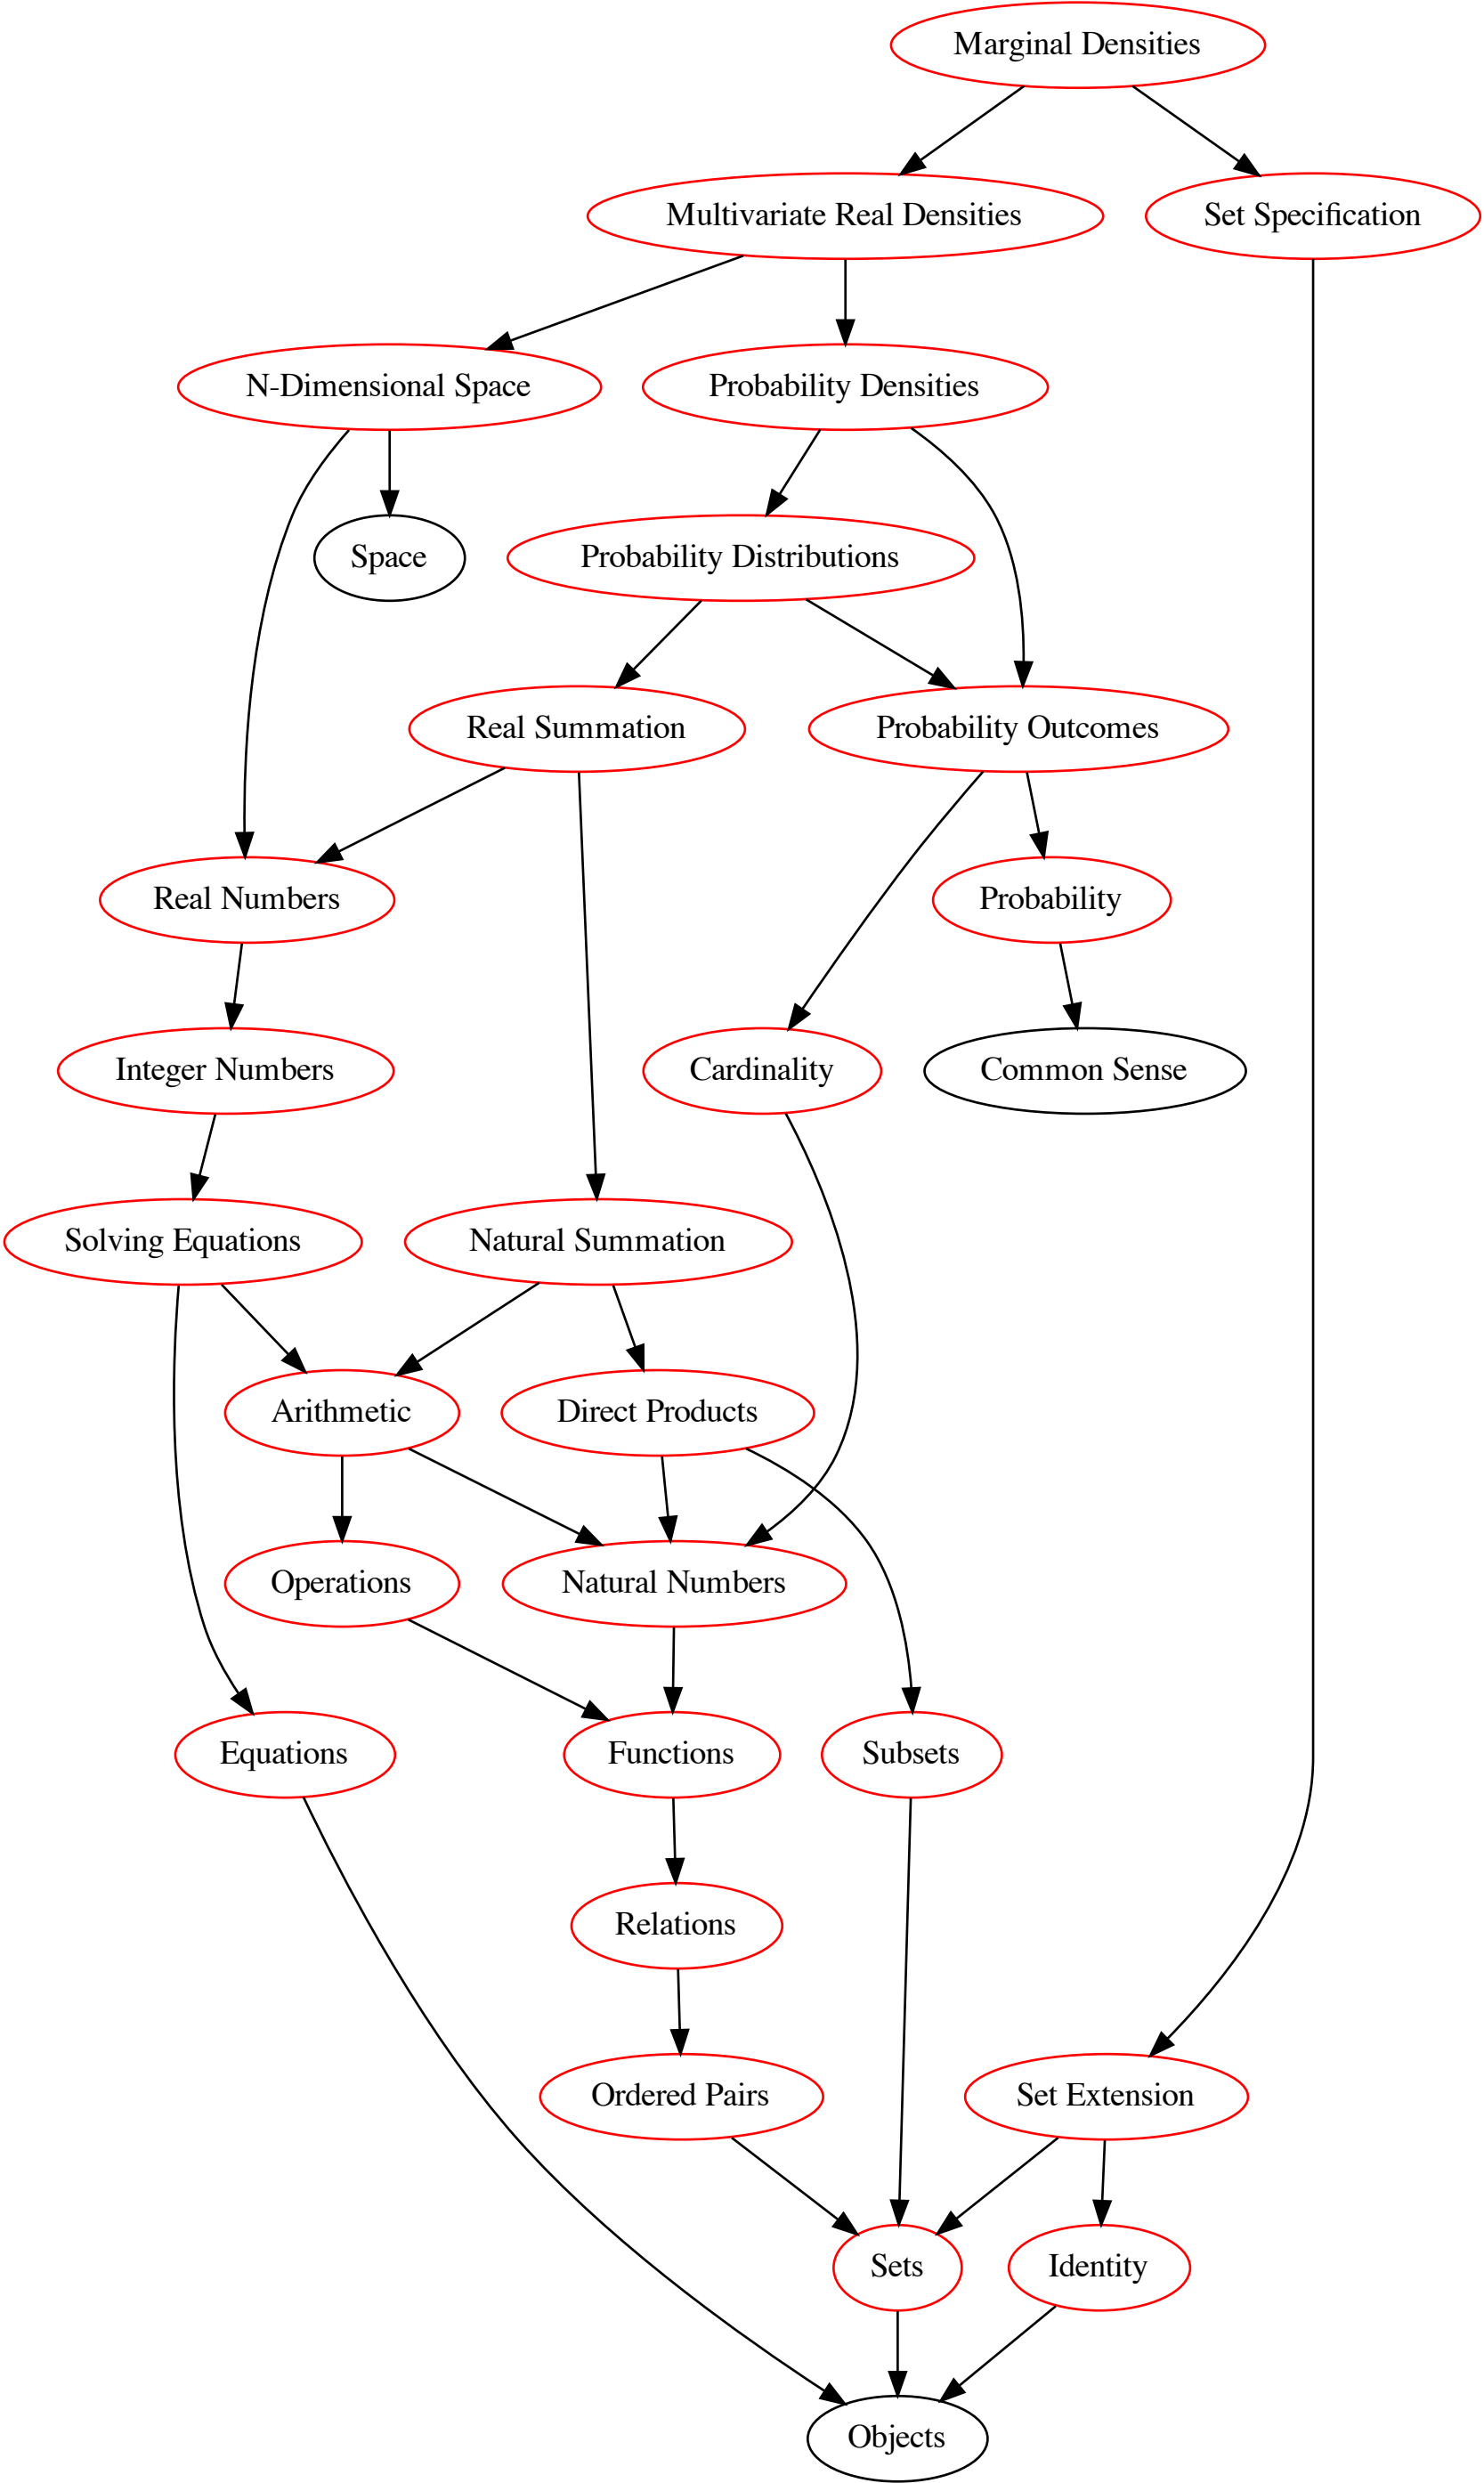 Marginal Densities
Multivariate Real Densities
Set Specification
N-Dimensional Space
Probability Densities
Space
Probability Distributions
Real Summation
Probability Outcomes
Real Numbers
Probability
Integer Numbers
Cardinality
Common Sense
Solving Equations
Natural Summation
Arithmetic
Direct Products
Operations
Natural Numbers
Equations
Functions
Subsets
Relations
Ordered Pairs
Set Extension
Sets
Identity
Objects